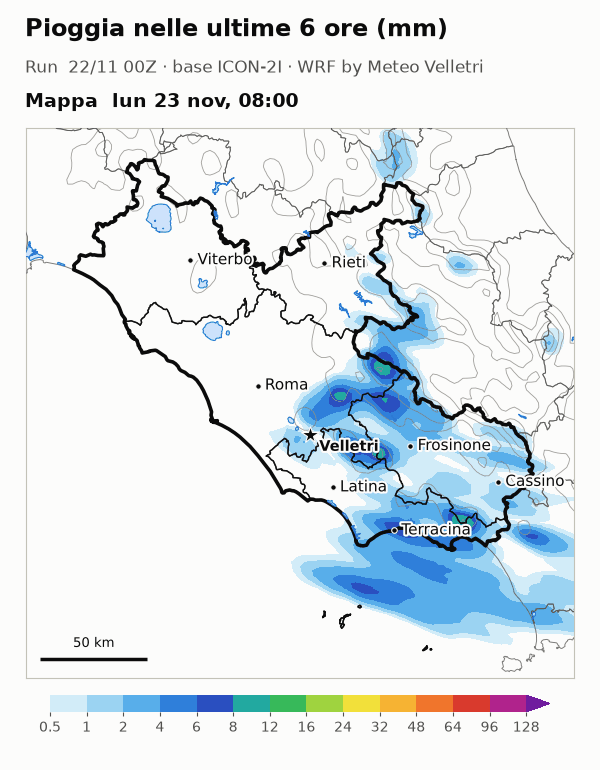 Pioggia nelle ultime 6 ore (mm)
Run 22/11 00Z · base ICON-2I · WRF by Meteo Velletri
Mappa lun 23 nov, 08:00
Viterbo
Rieti
Roma
Velletri
Frosinone
Cassino
Latina
Terracina
50 km
0.5 1 2 4 6 8 12 16 24 32 48 64 96 128